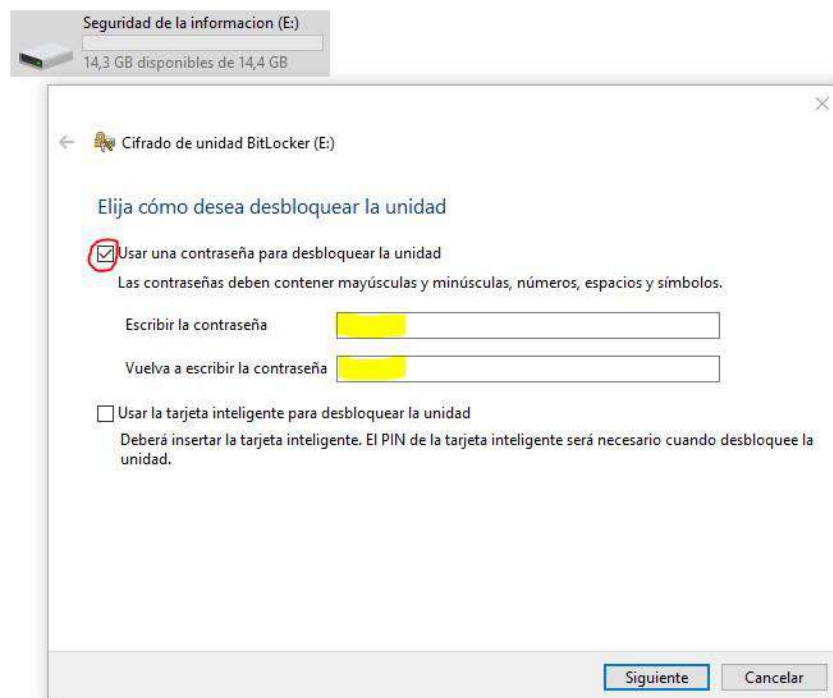 Seguridad de la informacion (E:)
14,3 GB disponibles de 14,4 GB
Cifrado de unidad BitLocker (E:)
Elija cómo desea desbloquear la unidad
Usar una contraseña para desbloquear la unidad
Las contraseñas deben contener mayúsculas y minúsculas, números, espacios y símbolos.
Escribir la contraseña
Vuelva a escribir la contraseña
Usar la tarjeta inteligente para desbloquear la unidad
Deberá insertar la tarjeta inteligente. El PIN de la tarjeta inteligente será necesario cuando desbloquee la
unidad.
Siguiente Cancelar